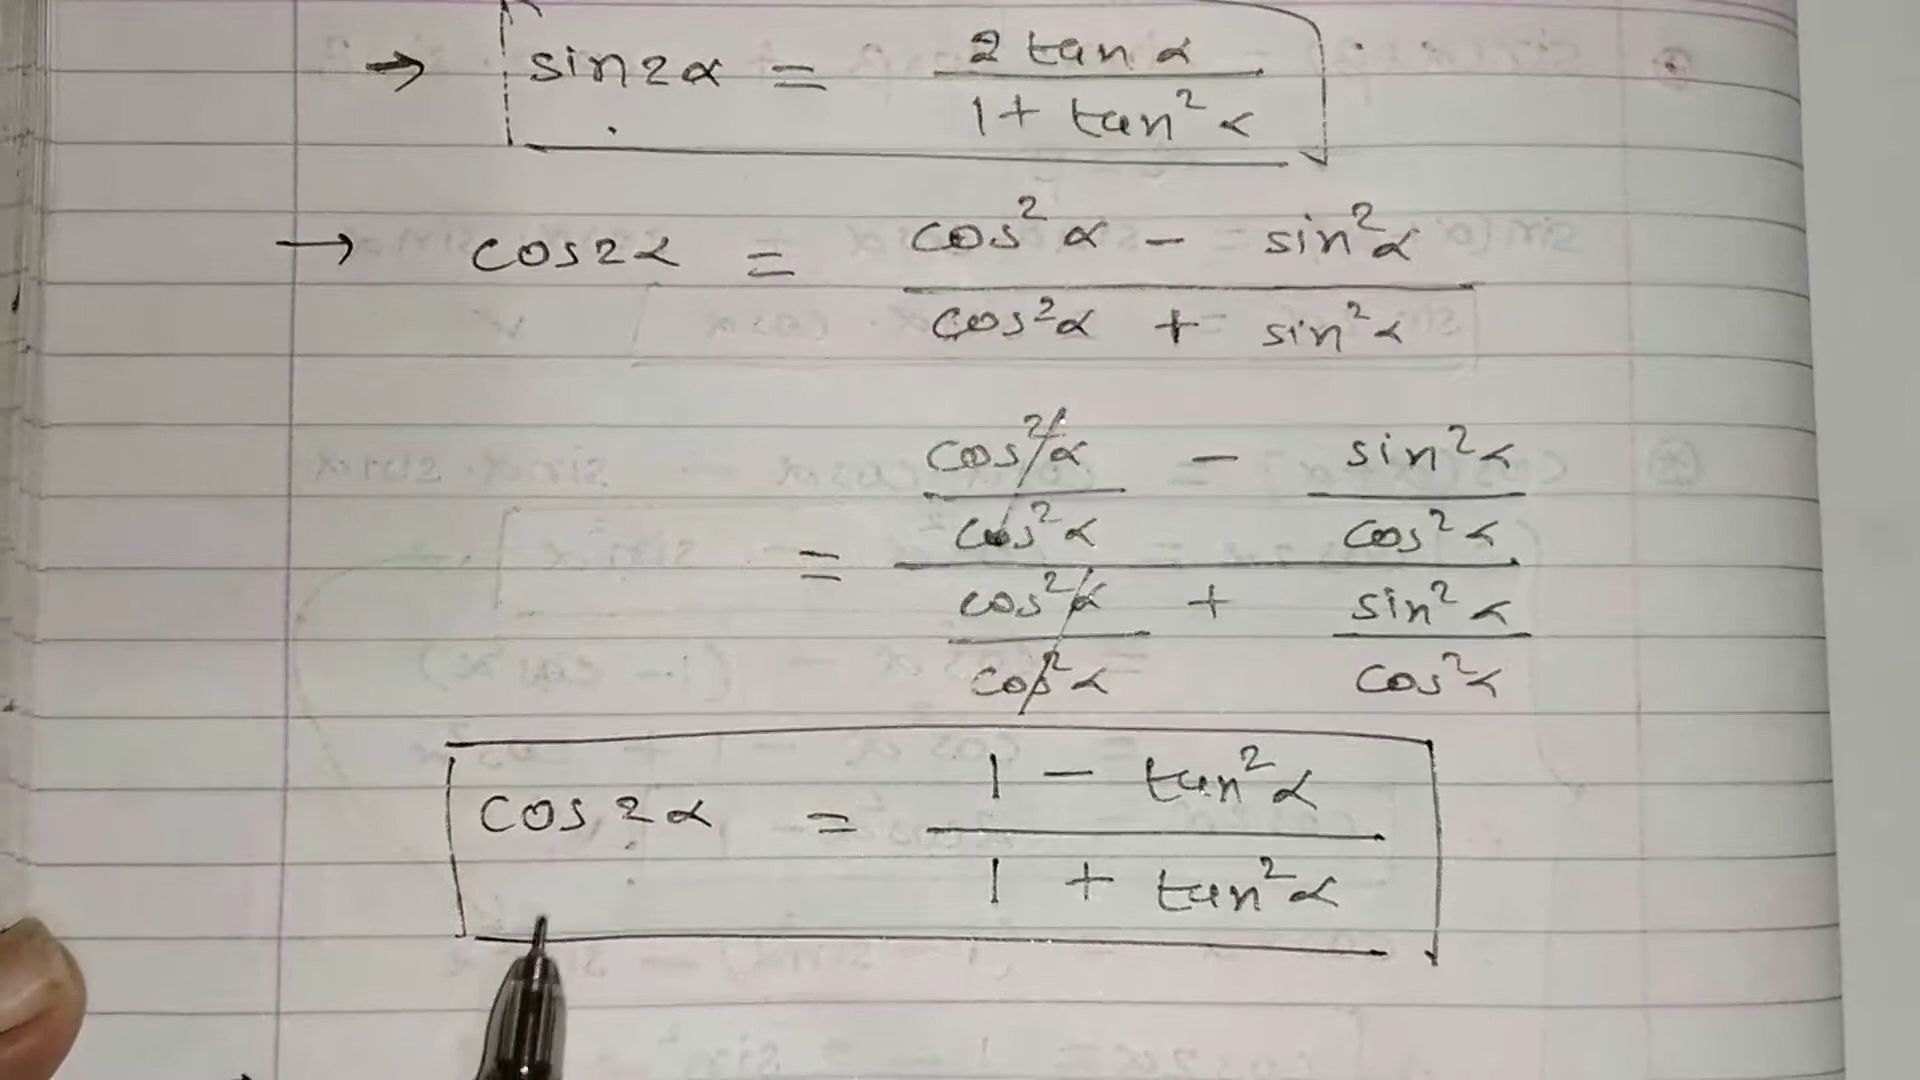 → sin2α = 2 tan α / 1 + tan²α
→ cos2α = cos²α - sin²α / cos²α + sin²α
= cos²α / cos²α - sin²α / cos²α / cos²α / cos²α + sin²α / cos²α
cos2α = 1 - tan²α / 1 + tan²α